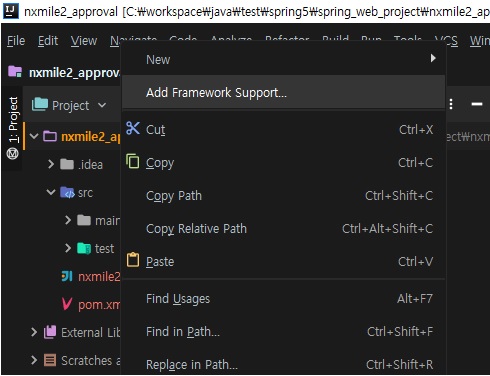 nxmile2_approval [C:₩workspace₩java₩test₩spring5₩spring_web_project₩nxmile2_ap
File Edit View Navigate Code Analyze Refactor Build Run Tools VCS Win
nxmile2_approva
New
1: Project
Project
Add Framework Support...
nxmile2_ap
Cut Ctrl+X
ject₩nxm
.idea
Copy Ctrl+C
src
Copy Path Ctrl+Shift+C
main
Copy Relative Path Ctrl+Alt+Shift+C
test
Paste Ctrl+V
nxmile2
Find Usages Alt+F7
pom.xm
Find in Path... Ctrl+Shift+F
External Lib
Scratches a
Replace in Path... Ctrl+Shift+R